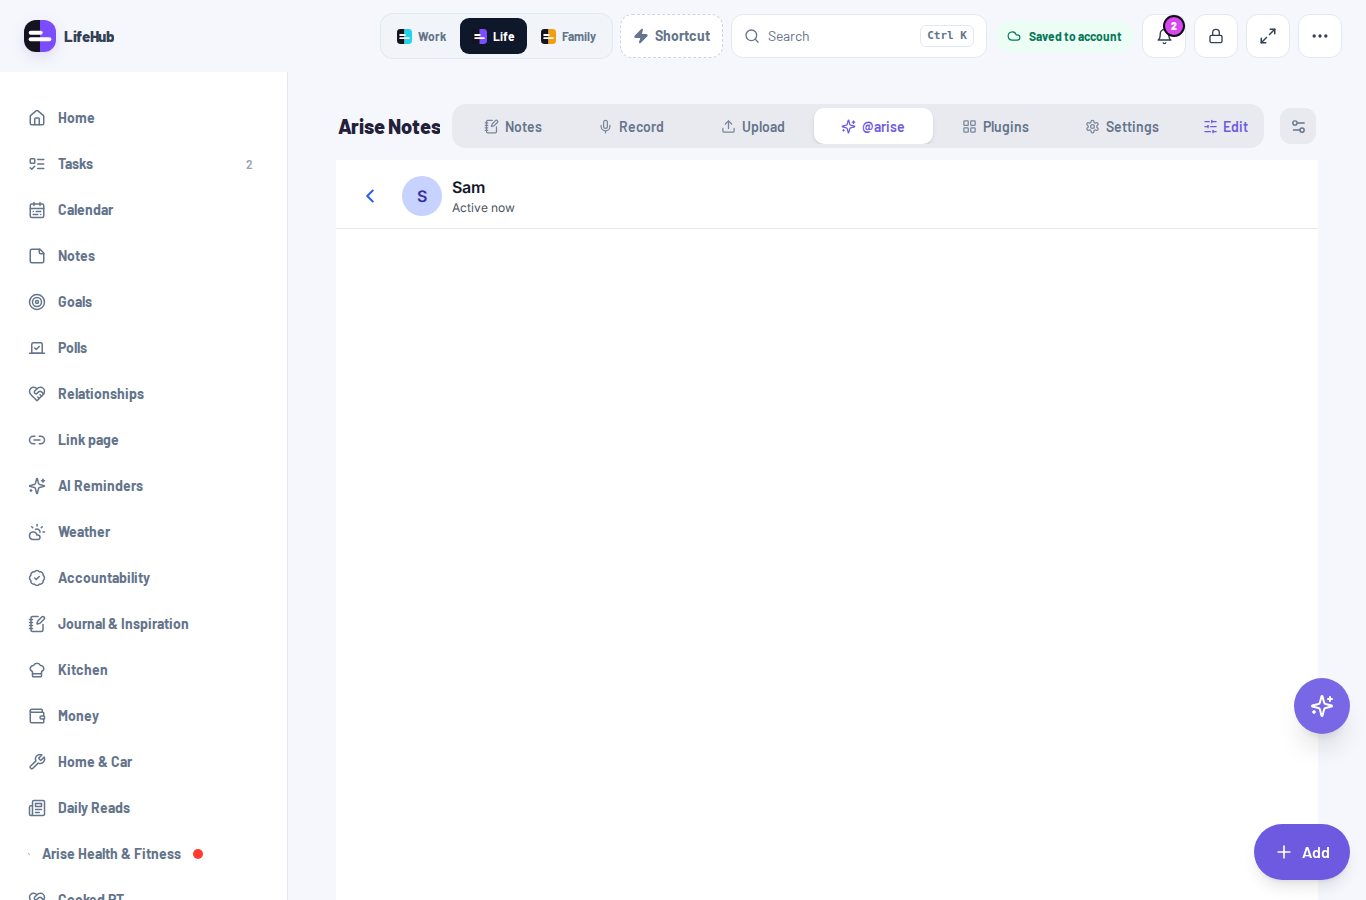 LifeHub
Work
Life
Family
Shortcut
Search
Ctrl K
Saved to account
2
Home
Tasks
2
Calendar
Notes
Goals
Polls
Relationships
Link page
AI Reminders
Weather
Accountability
Journal & Inspiration
Kitchen
Money
Home & Car
Daily Reads
Arise Health & Fitness
Cooked PT
Arise Notes
Notes
Record
Upload
@arise
Plugins
Settings
Edit
S
Sam
Active now
Add